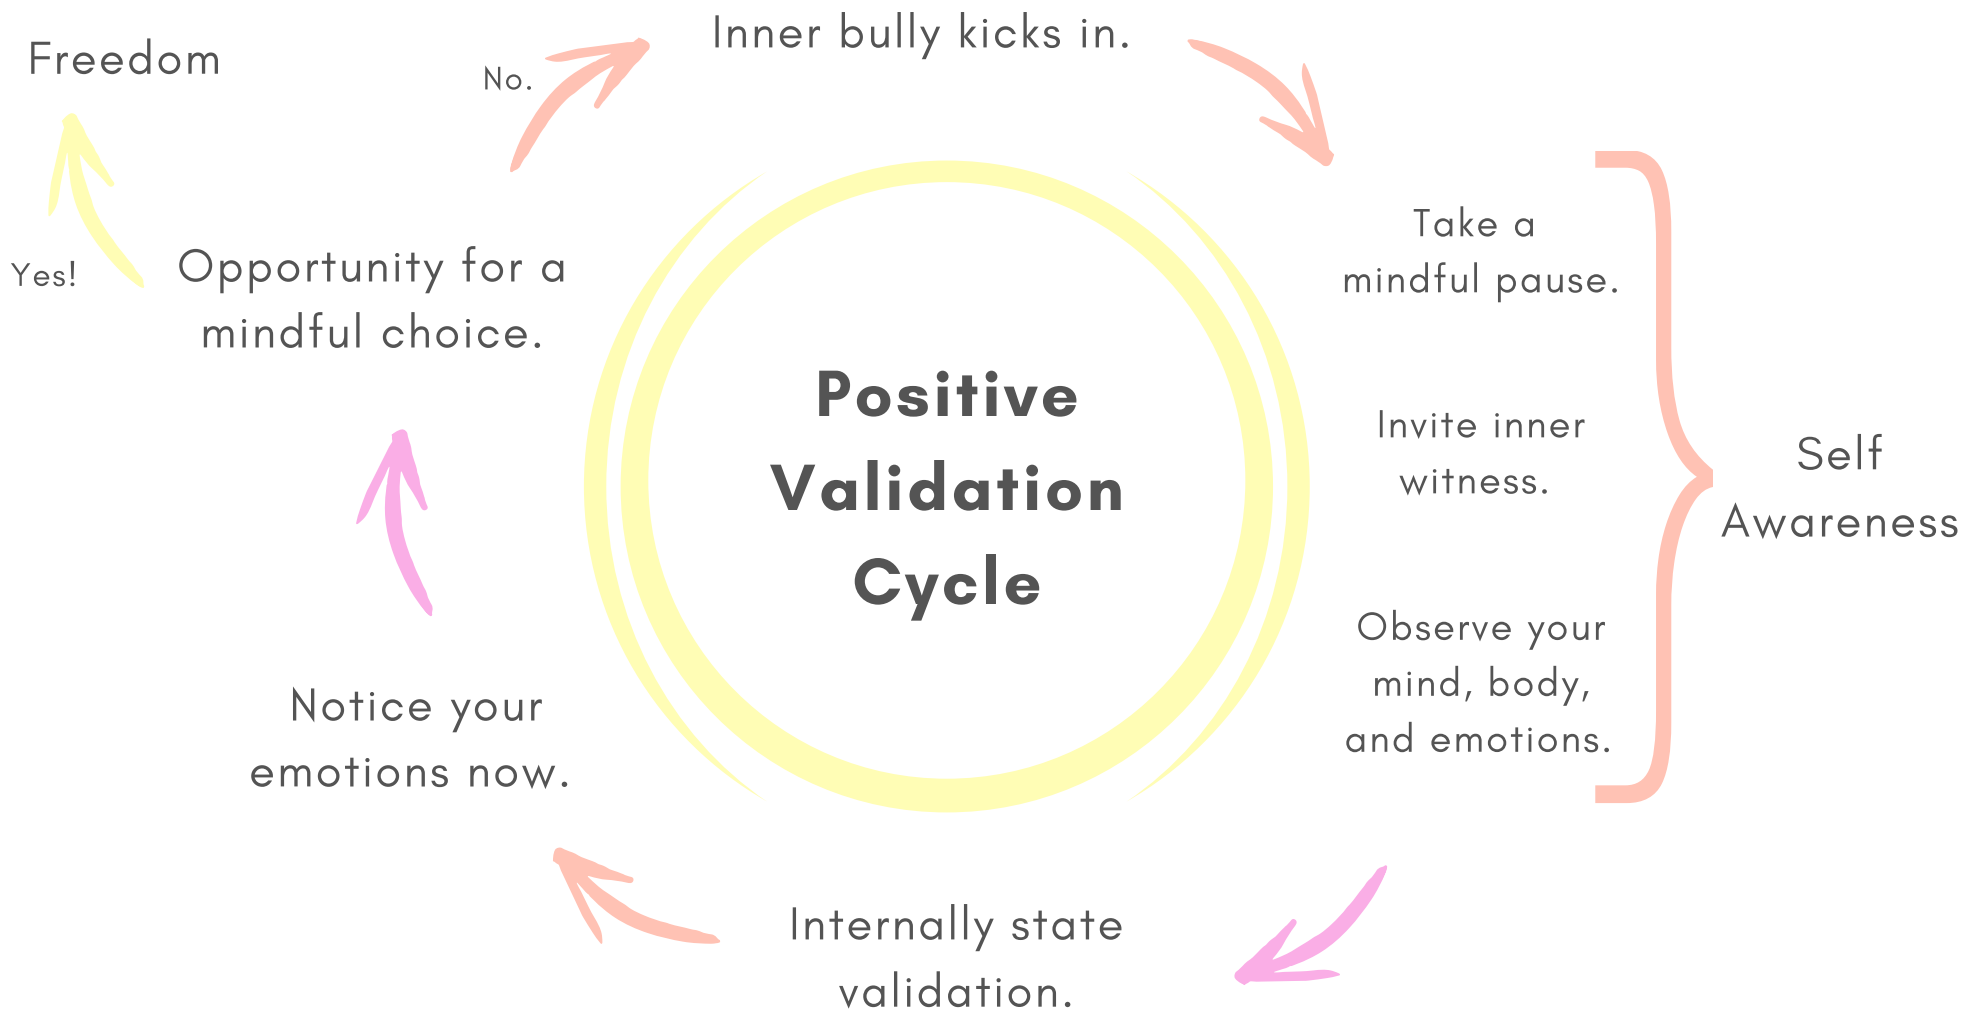 Freedom
No.
Inner bully kicks in.
Yes!
Opportunity for a
mindful choice.
Take a
mindful pause.
Invite inner
witness.
Observe your
mind, body,
and emotions.
Self
Awareness
Positive
Validation
Cycle
Notice your
emotions now.
Internally state
validation.